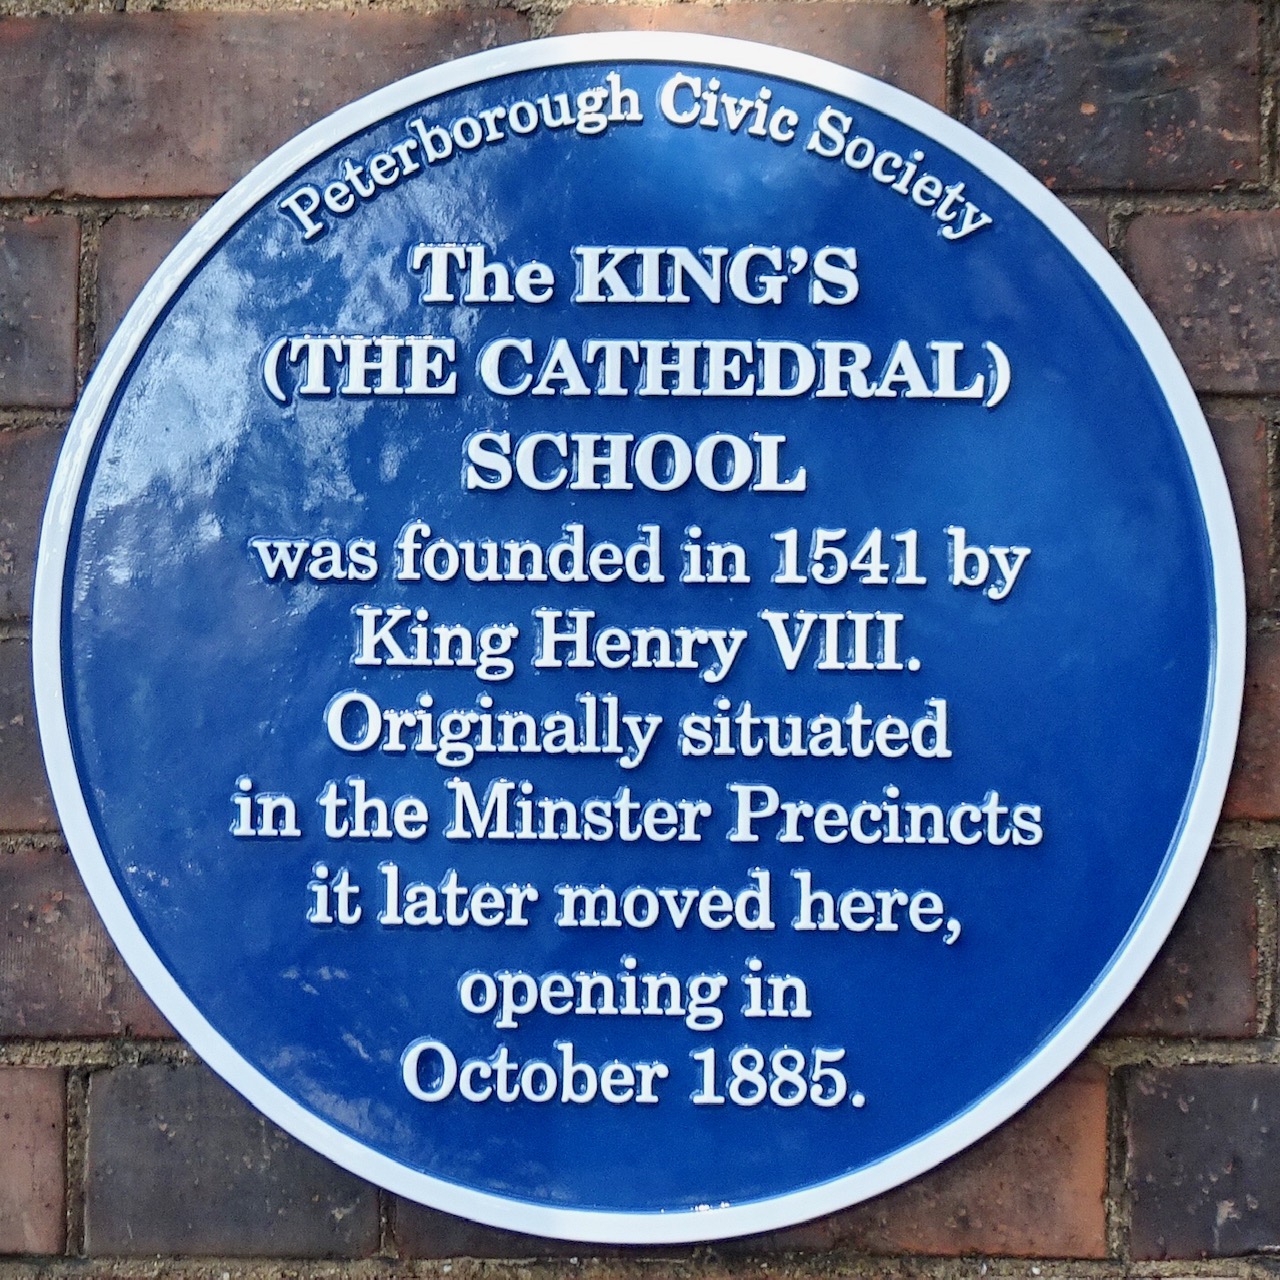 Peterborough Civic Society
The KING'S
(THE CATHEDRAL)
SCHOOL
was founded in 1541 by
King Henry VIII.
Originally situated
in the Minster Precincts
it later moved here,
opening in
October 1885.